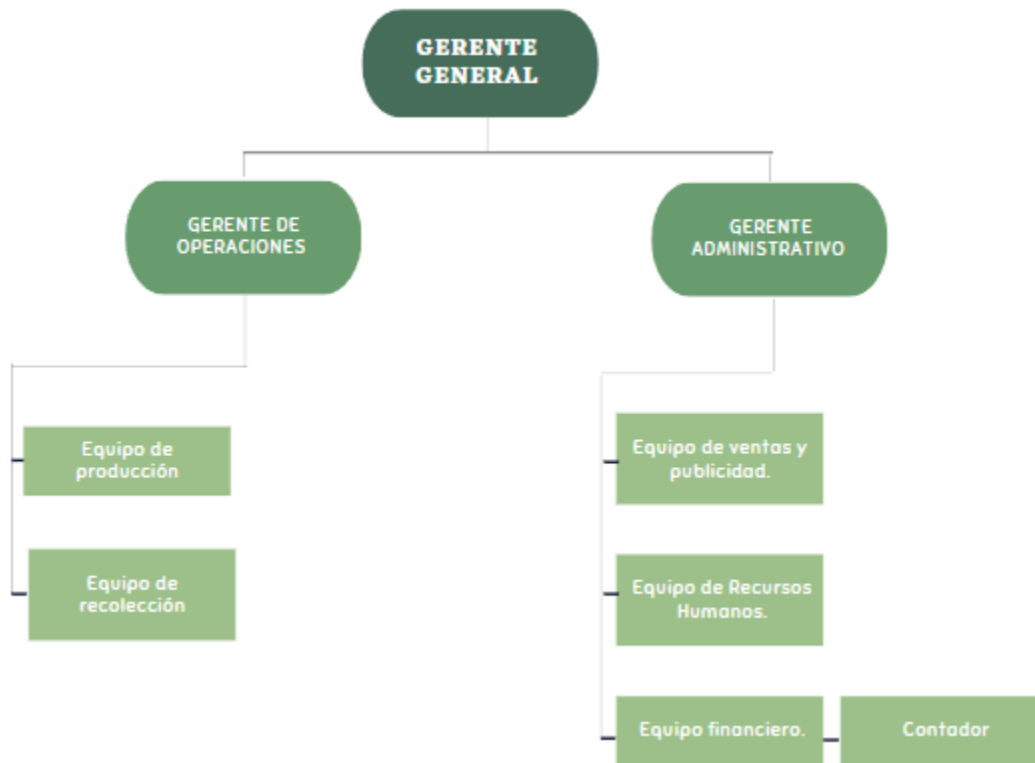 GERENTE
GENERAL
GERENTE DE
OPERACIONES
GERENTE
ADMINISTRATIVO
Equipo de
producción
Equipo de
recolección
Equipo de ventas y
publicidad.
Equipo de Recursos
Humanos.
Equipo financiero.
Contador